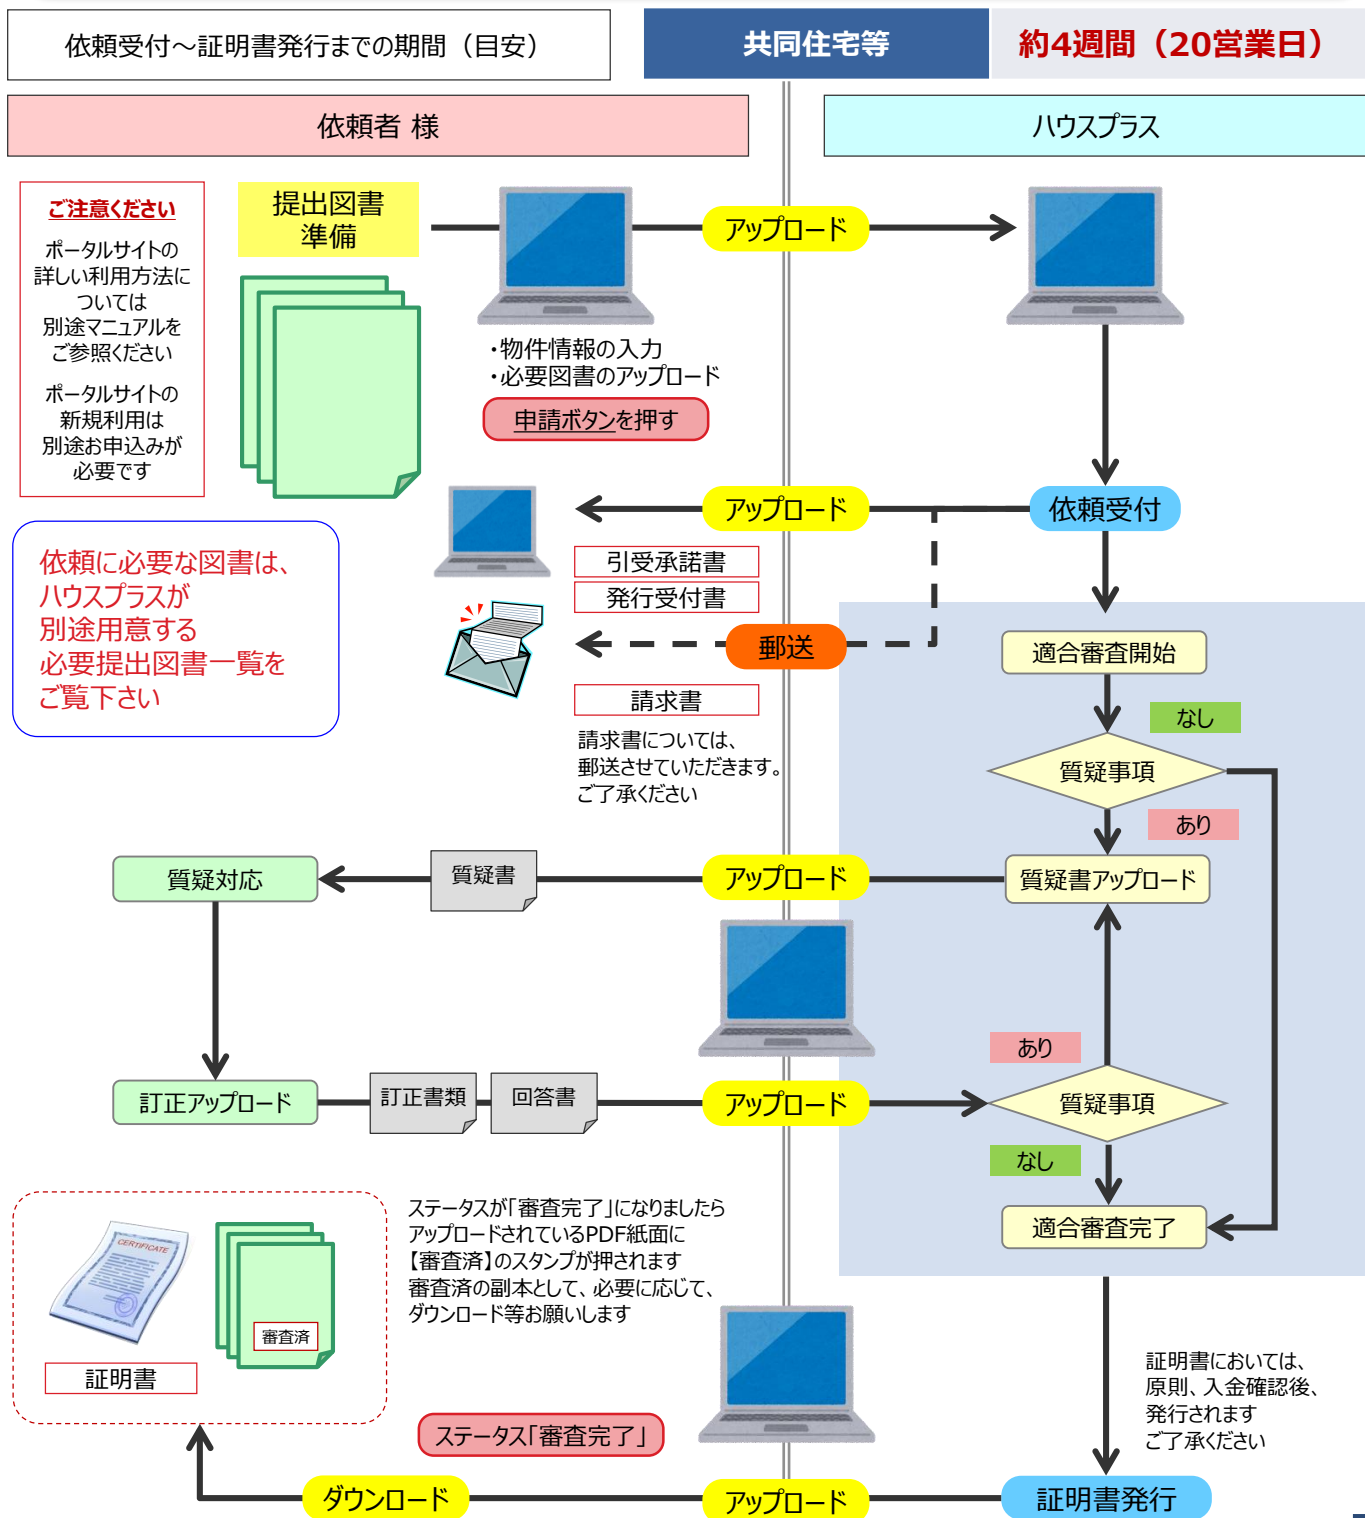 依頼受付～証明書発行までの期間（目安）
共同住宅等
約4週間（20営業日）
依頼者 様
ハウスプラス
ご注意ください
ポータルサイトの
詳しい利用方法に
ついては
別途マニュアルを
ご参照ください
ポータルサイトの
新規利用は
別途お申込みが
必要です
提出図書
準備
アップロード
・物件情報の入力
・必要図書のアップロード
申請ボタンを押す
アップロード
依頼受付
引受承諾書
発行受付書
郵送
請求書
請求書については、
郵送させていただきます。
ご了承ください
依頼に必要な図書は、
ハウスプラスが
別途用意する
必要提出図書一覧を
ご覧下さい
適合審査開始
なし
質疑事項
あり
質疑対応
質疑書
アップロード
質疑書アップロード
あり
訂正アップロード
訂正書類
回答書
アップロード
質疑事項
なし
適合審査完了
CERTIFICATE
審査済
証明書
ステータスが「審査完了」になりましたら
アップロードされているPDF紙面に
【審査済】のスタンプが押されます
審査済の副本として、必要に応じて、
ダウンロード等お願いします
証明書においては、
原則、入金確認後、
発行されます
ご了承ください
ステータス「審査完了」
ダウンロード
アップロード
証明書発行